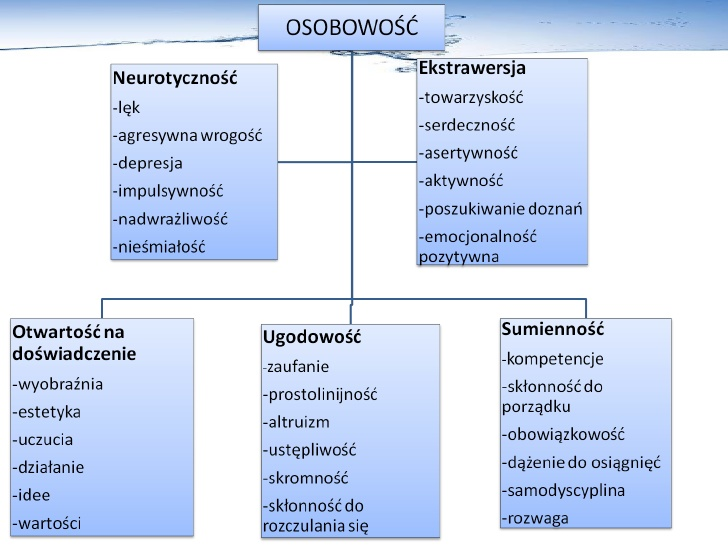 OSOBOWOŚĆ
Neurotyczność
-lęk
-agresywna wrogość
-depresja
-impulsywność
-nadwrażliwość
-nieśmiałość
Ekstrawersja
-towarzyskość
-serdeczność
-asertywność
-aktywność
-poszukiwanie doznań
-emocjonalność
pozytywna
Otwartość na
doświadczenie
-wyobraźnia
-estetyka
-uczucia
-działanie
-idee
-wartości
Ugodowość
-zaufanie
-prostolinijność
-altruizm
-ustępliwość
-skromność
-skłonność do
rozczulania się
Sumienność
-kompetencje
-skłonność do
porządku
-obowiązkowość
-dążenie do osiągnięć
-samodyscyplina
-rozwaga